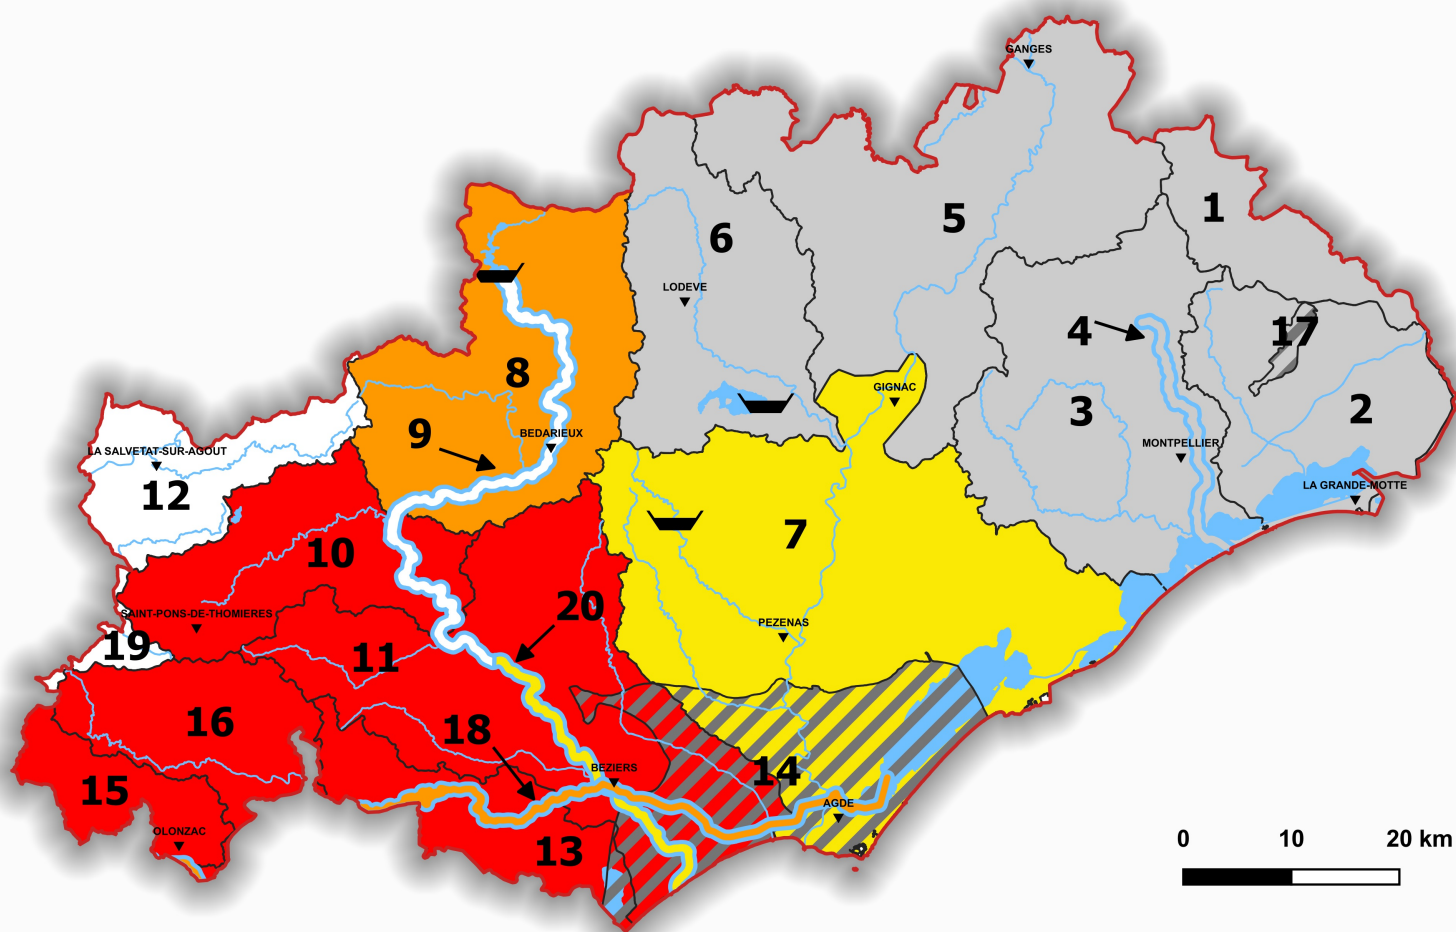 GANGES
1
5
6
LODEVE
4
17
8
GIGNAC
3
2
9
BEDARIEUX
MONTPELLIER
LA SALVETAT-SUR-AGOUT
LA GRANDE-MOTTE
12
7
10
20
SAINT-PONS-DE-THOMIERES
PEZENAS
19
11
16
18
BEZIERS
14
15
AGDE
OLONZAC
13
0 10 20 km